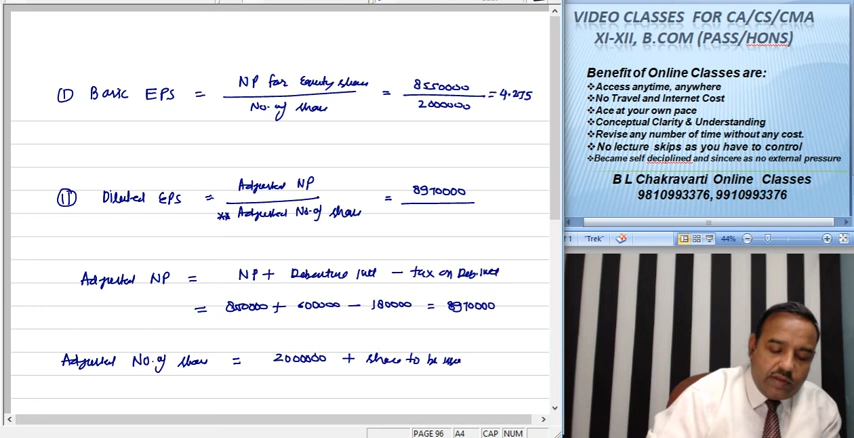 ① Basic EPS = NP for Equity share / No. of share = 8550000 / 2000000 = 4.275
⑪ Diluted EPS = Adjusted NP / ** Adjusted No. of share = 8970000
Adjusted NP = NP + Debenture Int - tax on Deb. Int
= 8550000 + 600000 - 180000 = 8970000
Adjusted No. of share = 2000000 + share to be
PAGE 96 A4 CAP NUM
VIDEO CLASSES FOR CA/CS/CMA
XI-XII, B.COM (PASS/HONS)
Benefit of Online Classes are:
❖Access anytime, anywhere
❖No Travel and Internet Cost
❖Ace at your own pace
❖Conceptual Clarity & Understanding
❖Revise any number of time without any cost.
❖No lecture skips as you have to control
❖Became self deciplined and sincere as no external pressure
B L Chakravarti Online Classes
9810993376, 9910993376
f 1 "Trek" 44%